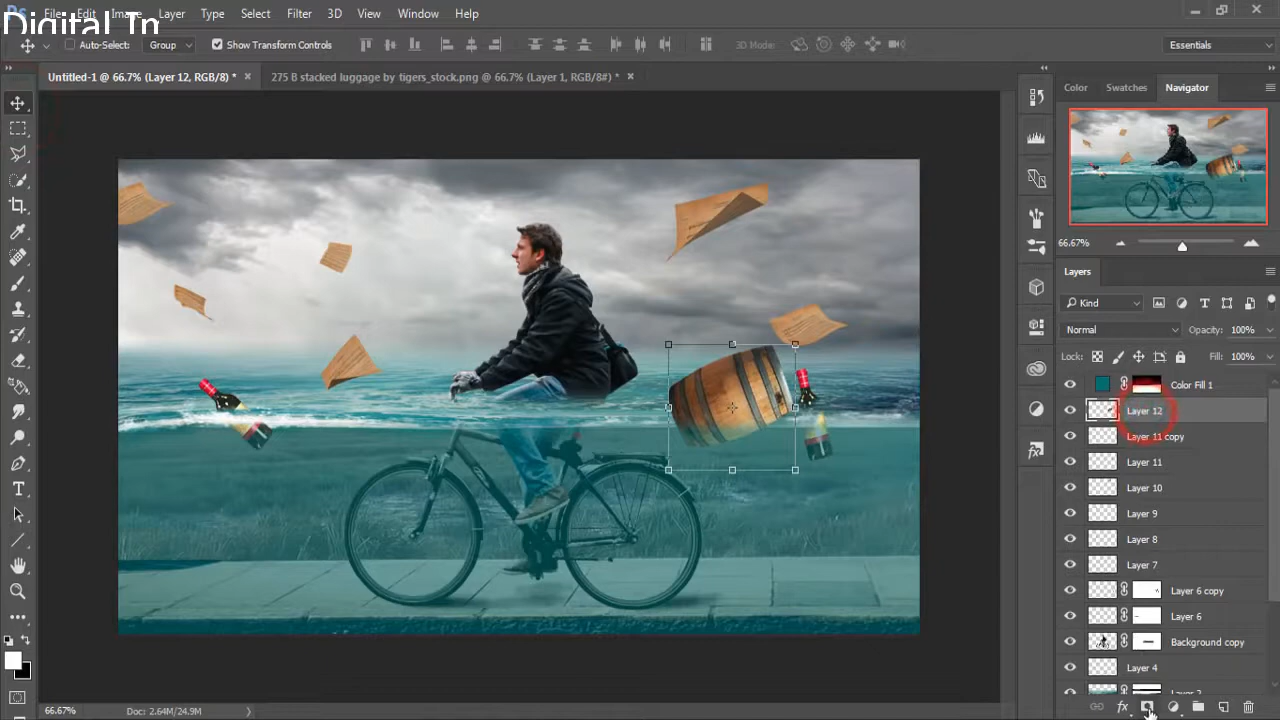 File Edit Image Layer Type Select Filter 3D View Window Help
Digital
Auto-Select: Group Show Transform Controls 3D Mode: Essentials
Untitled-1 @ 66.7% (Layer 12, RGB/8) * × 275 B stacked luggage by tigers_stock.png @ 66.7% (Layer 1, RGB/8#) * ×
Color Swatches Navigator
66.67%
Layers
Kind
Normal Opacity: 100%
Lock: Fill: 100%
Color Fill 1
Layer 12
Layer 11 copy
Layer 11
Layer 10
Layer 9
Layer 8
Layer 7
Layer 6 copy
Layer 6
Background copy
Layer 4
66.67% Doc: 2.64M/24.9M